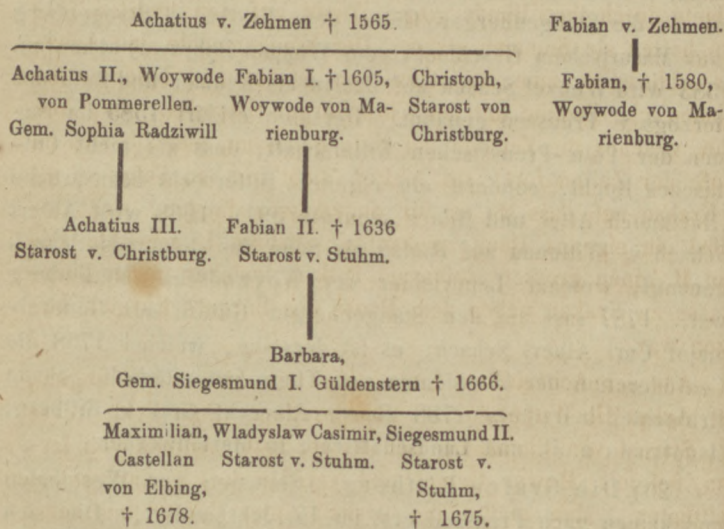 Achatius v. Zehmen † 1565.
Fabian v. Zehmen.
Achatius II., Woywode
von Pommerellen.
Gem. Sophia Radziwill
Fabian I. † 1605,
Woywode von Ma-
rienburg.
Christoph,
Starost von
Christburg.
Fabian, † 1580,
Woywode von Ma-
rienburg.
Achatius III.
Starost v. Christburg.
Fabian II. † 1636
Starost v. Stuhm.
Barbara,
Gem. Siegesmund I. Güldenstern † 1666.
Maximilian,
Castellan
von Elbing,
† 1678.
Wladyslaw Casimir,
Starost v. Stuhm.
Siegesmund II.
Starost v.
Stuhm,
† 1675.